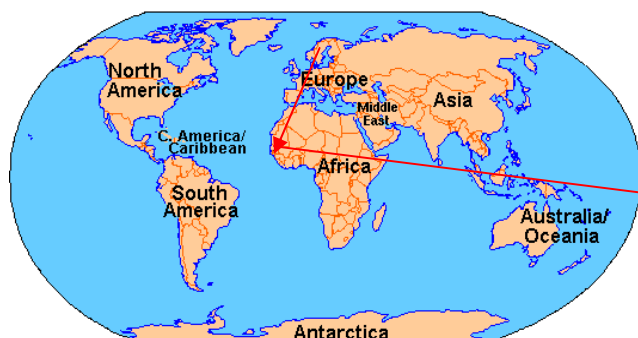 North
America
Europe
Asia
Middle
East
C. America/
Caribbean
Africa
South
America
Australia/
Oceania
Antarctica